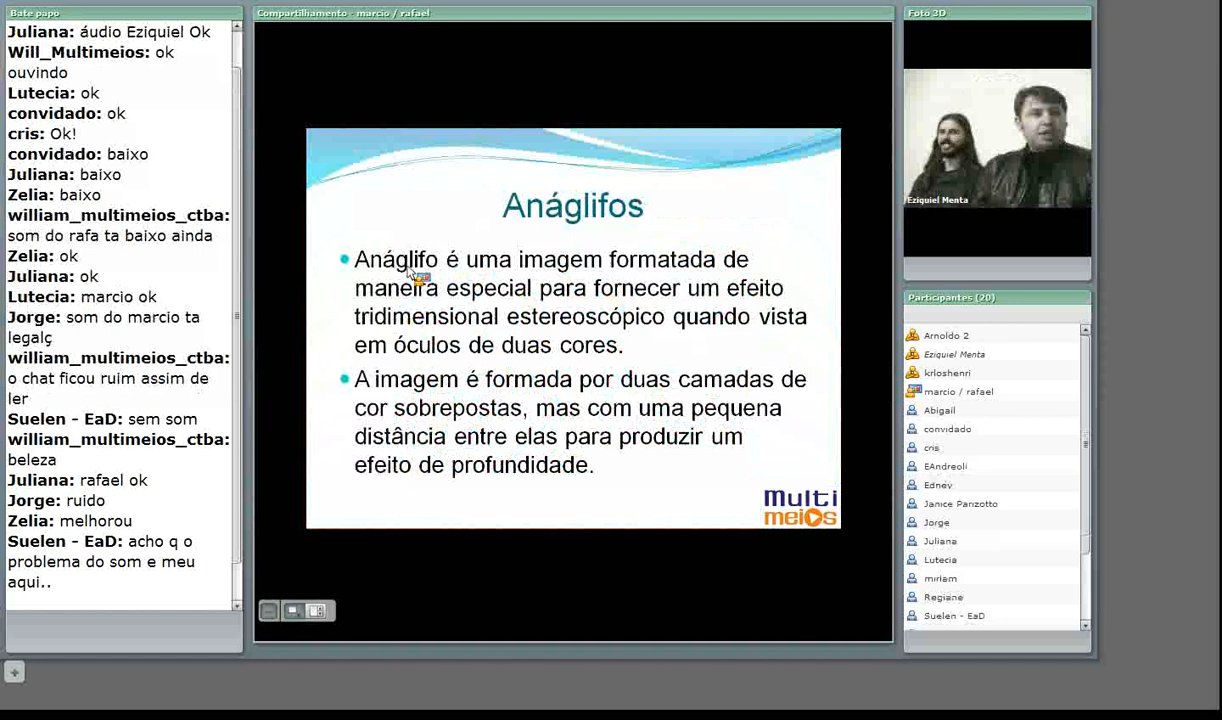 Bate papo
Juliana: áudio Eziquiel Ok
Will_Multimeios: ok
ouvindo
Lutecia: ok
convidado: ok
cris: Ok!
convidado: baixo
Juliana: baixo
Zelia: baixo
william_multimeios_ctba:
som do rafa ta baixo ainda
Zelia: ok
Juliana: ok
Lutecia: marcio ok
Jorge: som do marcio ta
legalç
william_multimeios_ctba:
o chat ficou ruim assim de
ler
Suelen - EaD: sem som
william_multimeios_ctba:
beleza
Juliana: rafael ok
Jorge: ruido
Zelia: melhorou
Suelen - EaD: acho q o
problema do som e meu
aqui..
Compartilhamento - marcio / rafael
Anáglifos
Anáglifo é uma imagem formatada de
maneira especial para fornecer um efeito
tridimensional estereoscópico quando vista
em óculos de duas cores.
A imagem é formada por duas camadas de
cor sobrepostas, mas com uma pequena
distância entre elas para produzir um
efeito de profundidade.
Multi
meios
Foto 3D
Eziquiel Menta
Participantes (20)
Arnoldo 2
Eziquiel Menta
krloshenri
marcio / rafael
Abigail
convidado
cris
EAndreoli
Edney
Janice Parizotto
Jorge
Juliana
Lutecia
miriam
Regiane
Suelen - EaD